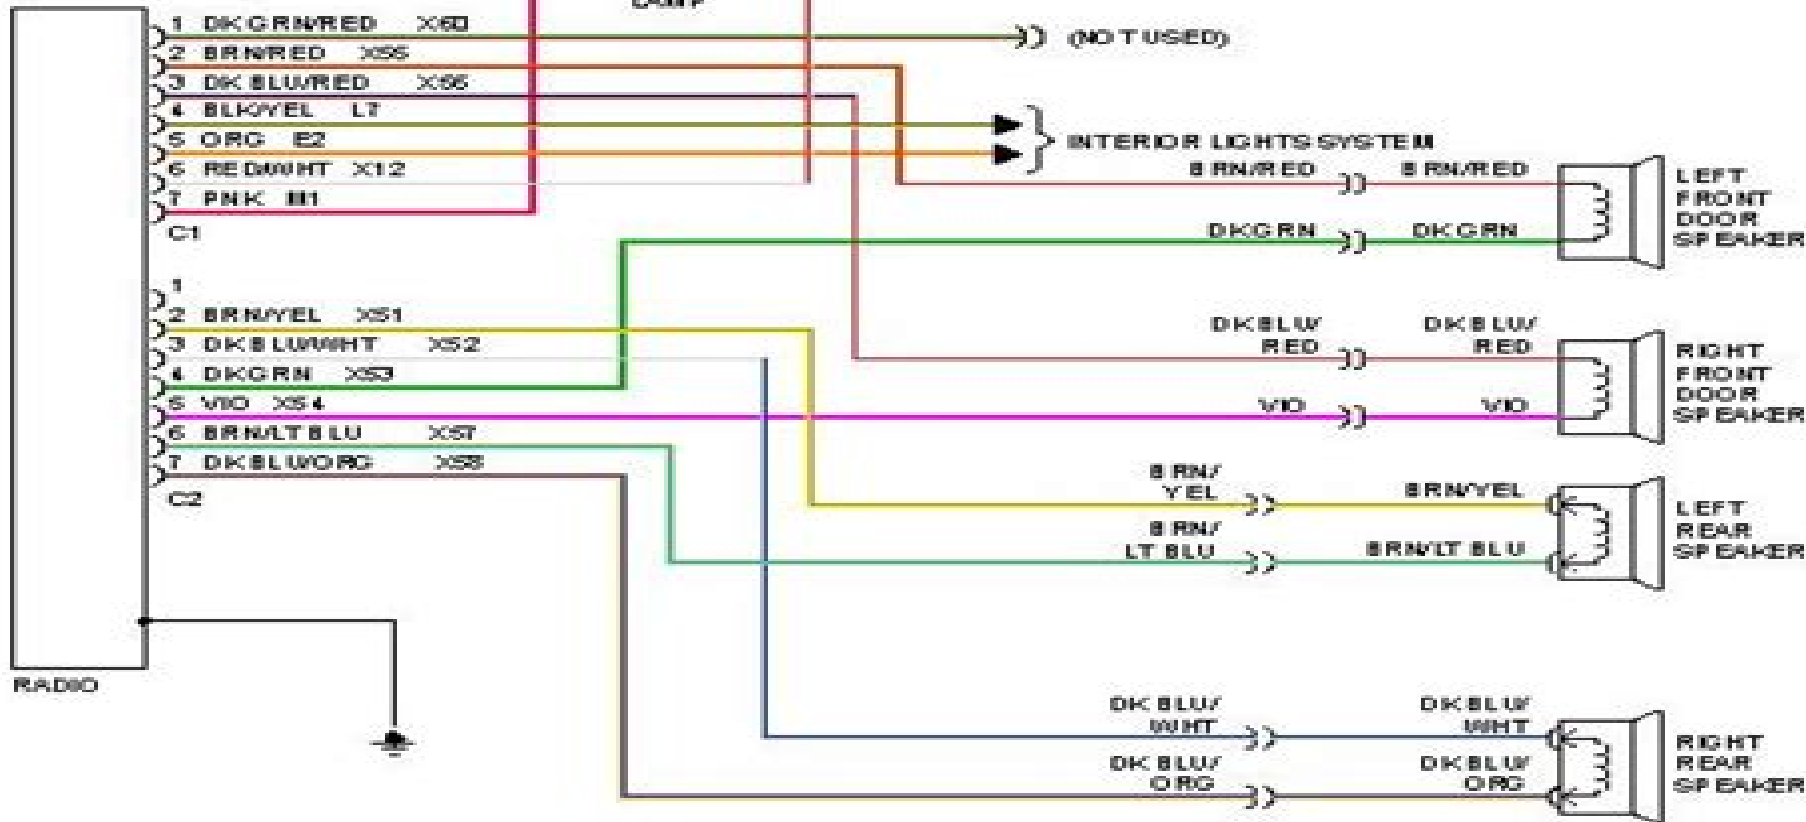 LAMP
1 DK GRN/RED X60
(NOT USED)
2 BRN/RED X55
3 DK BLU/RED X56
4 BLK/YEL L7
5 ORG E2
INTERIOR LIGHTS SYSTEM
6 RED/WHT X12
7 PNK M1
C1
BRN/RED BRN/RED
DK GRN DK GRN
LEFT
FRONT
DOOR
SPEAKER
1
2 BRN/YEL X51
3 DK BLU/WHT X52
4 DK GRN X53
5 VIO X54
6 BRN/LT BLU X57
7 DK BLU/ORG X58
C2
DK BLU/ DK BLU/
RED RED
VIO VIO
RIGHT
FRONT
DOOR
SPEAKER
BRN/
YEL BRN/YEL
BRN/
LT BLU BRN/LT BLU
LEFT
REAR
SPEAKER
RADIO
DK BLU/ DK BLU/
WHT WHT
DK BLU/ DK BLU/
ORG ORG
RIGHT
REAR
SPEAKER